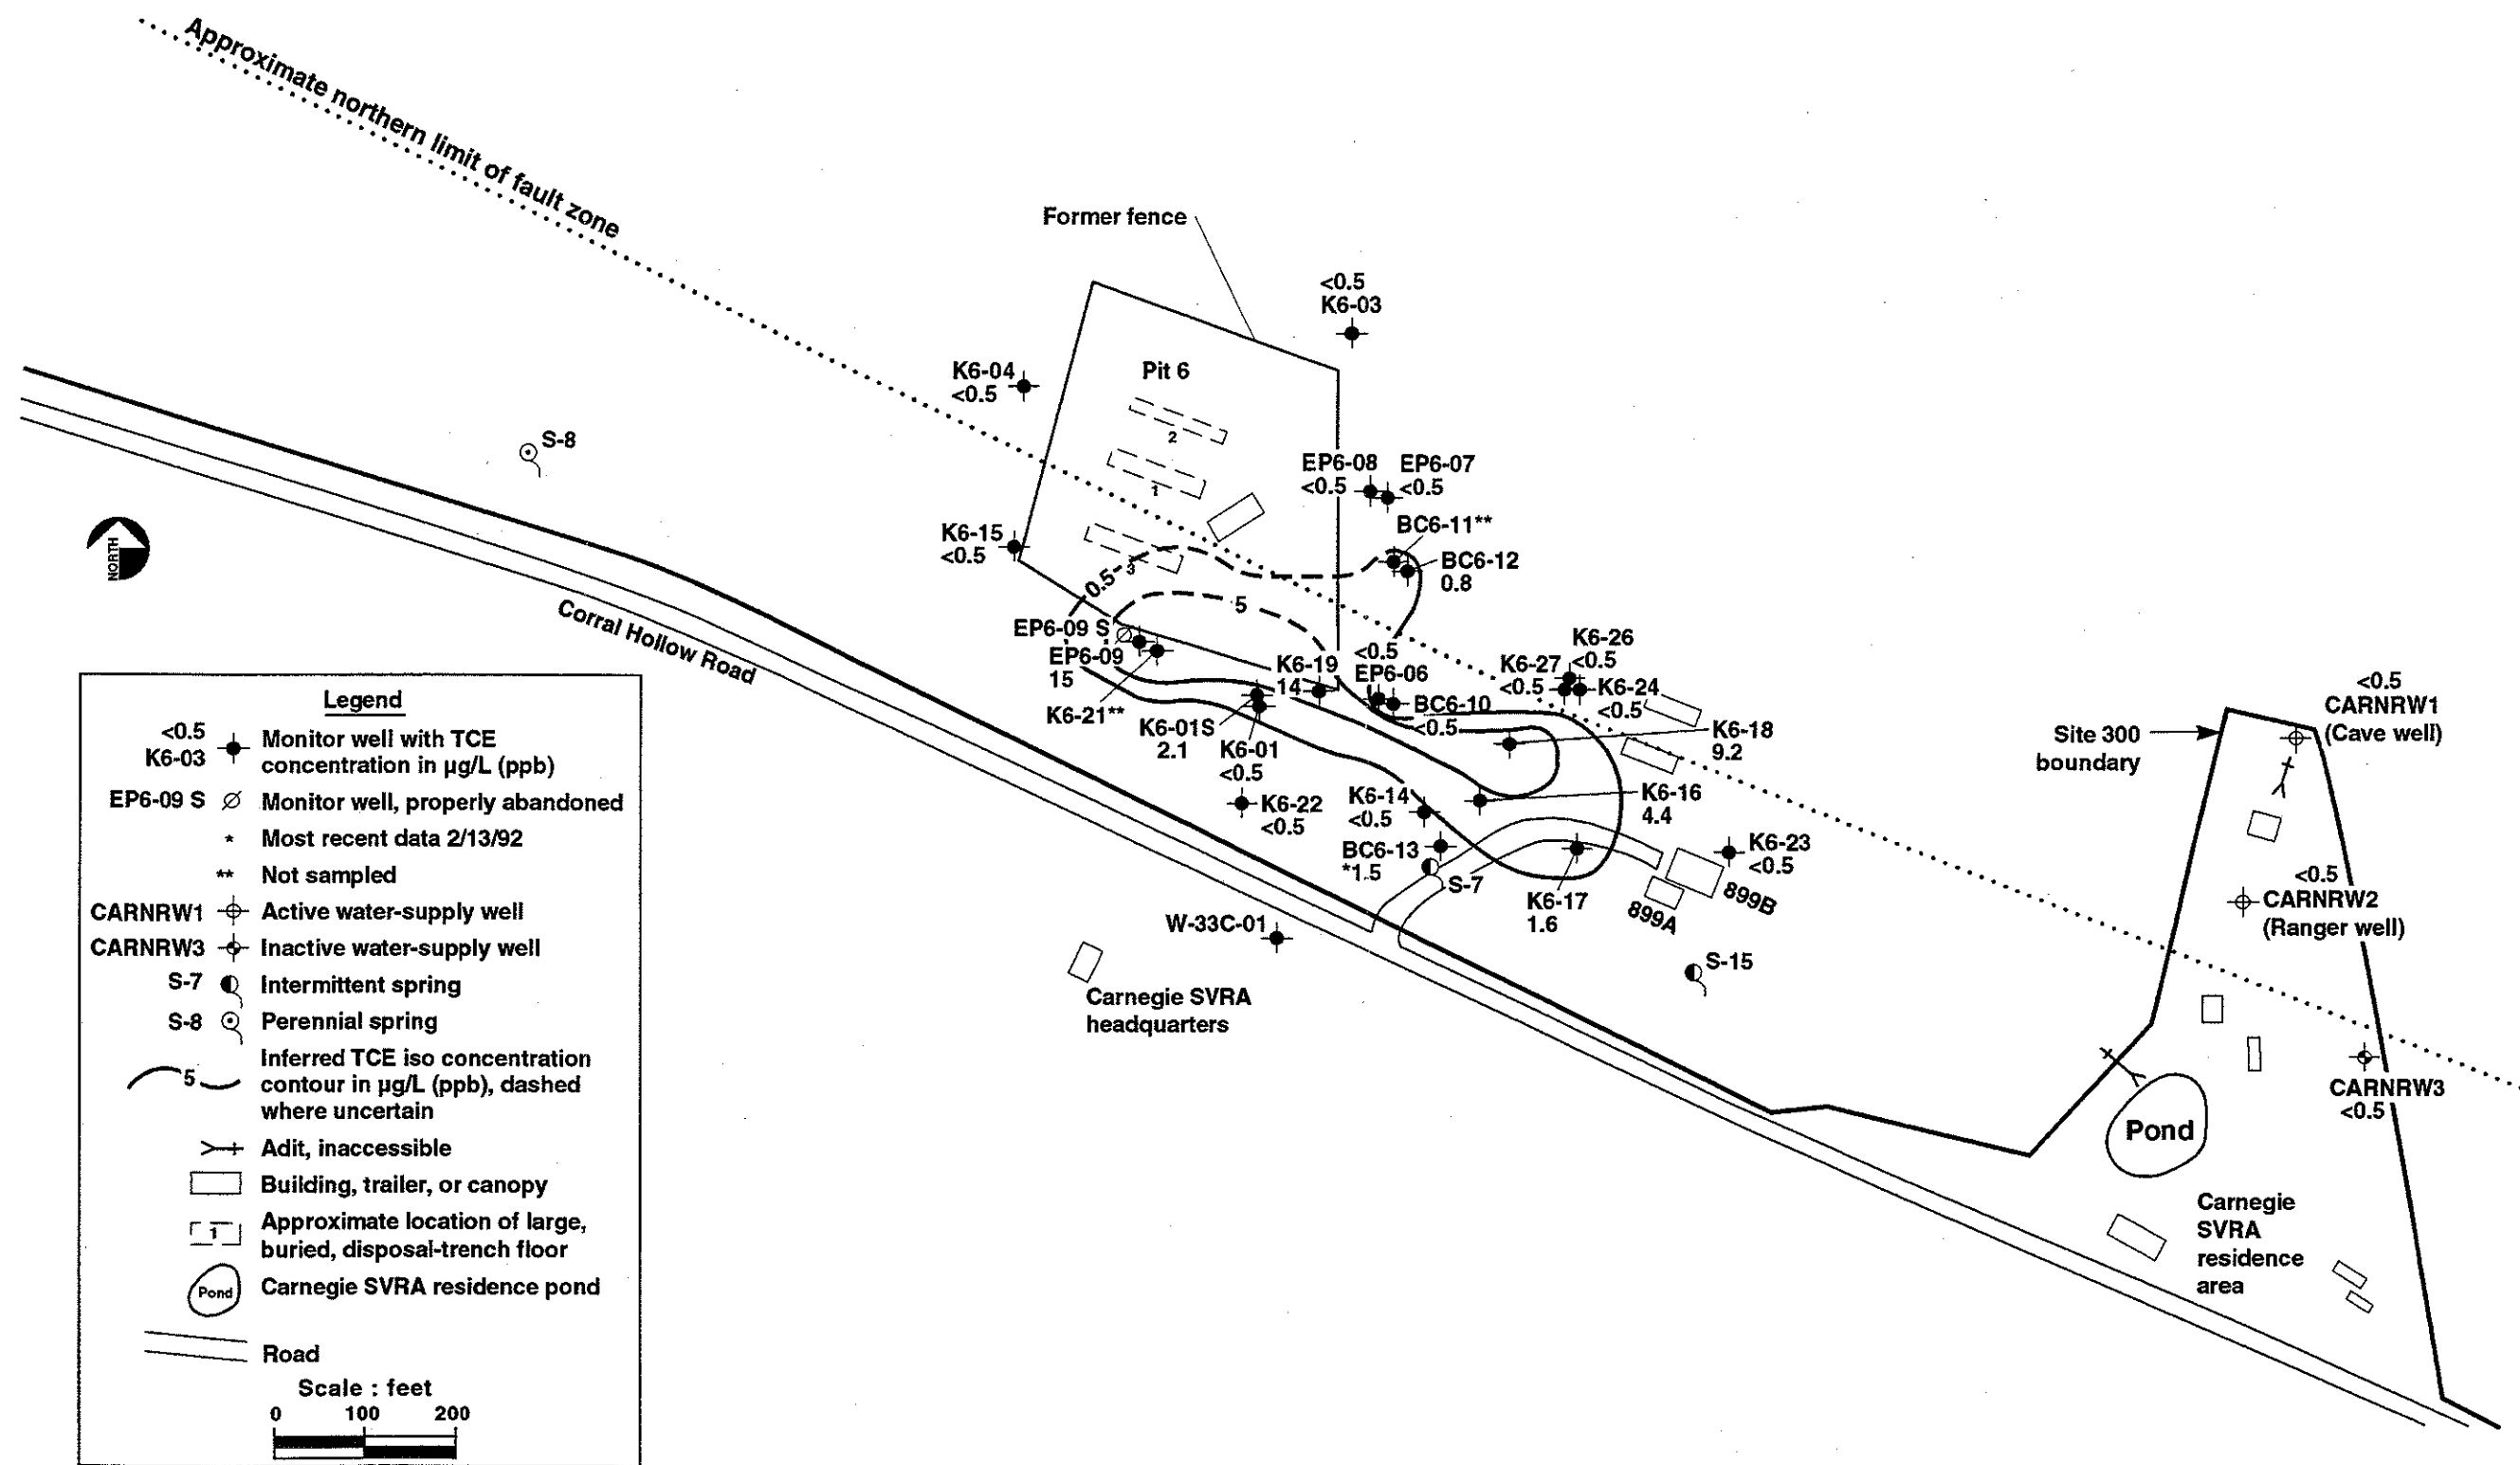 Approximate northern limit of fault zone
Former fence
<0.5
K6-03
K6-04
<0.5
Pit 6
2
1
3
S-8
EP6-08
<0.5
EP6-07
<0.5
BC6-11**
BC6-12
0.8
K6-15
<0.5
NORTH
Corral Hollow Road
0.5
5
EP6-09 S
EP6-09
15
K6-21**
K6-19
14
<0.5
EP6-06
BC6-10
<0.5
K6-01S
2.1
K6-01
<0.5
K6-26
<0.5
K6-27
<0.5
K6-24
<0.5
K6-18
9.2
K6-16
4.4
K6-22
<0.5
K6-14
<0.5
BC6-13
*1.5
S-7
K6-17
1.6
K6-23
<0.5
899A
899B
W-33C-01
S-15
Carnegie SVRA
headquarters
Site 300
boundary
<0.5
CARNRW1
(Cave well)
<0.5
CARNRW2
(Ranger well)
CARNRW3
<0.5
Pond
Carnegie
SVRA
residence
area
Legend
<0.5
K6-03
Monitor well with TCE
concentration in µg/L (ppb)
EP6-09 S Monitor well, properly abandoned
* Most recent data 2/13/92
** Not sampled
CARNRW1 Active water-supply well
CARNRW3 Inactive water-supply well
S-7 Intermittent spring
S-8 Perennial spring
5
Inferred TCE iso concentration
contour in µg/L (ppb), dashed
where uncertain
Adit, inaccessible
Building, trailer, or canopy
1
Approximate location of large,
buried, disposal-trench floor
Pond Carnegie SVRA residence pond
Road
Scale : feet
0 100 200